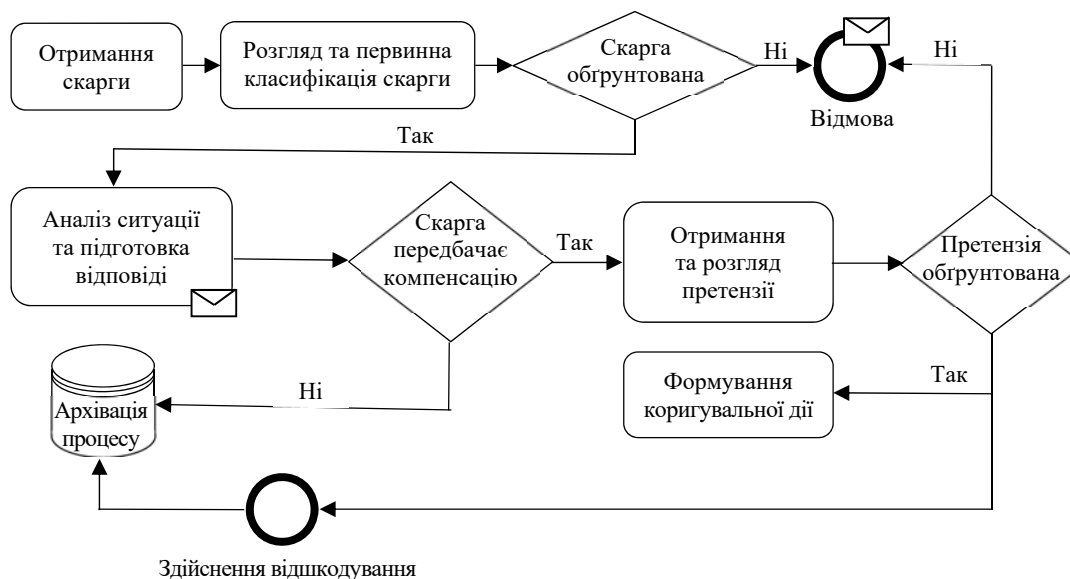 Отримання
скарги
Розгляд та первинна
класифікація скарги
Скарга
обґрунтована
Ні
Відмова
Ні
Так
Аналіз ситуації
та підготовка
відповіді
Скарга
передбачає
компенсацію
Так
Отримання
та розгляд
претензії
Претензія
обґрунтована
Архівація
процесу
Ні
Формування
коригувальної дії
Так
Здійснення відшкодування